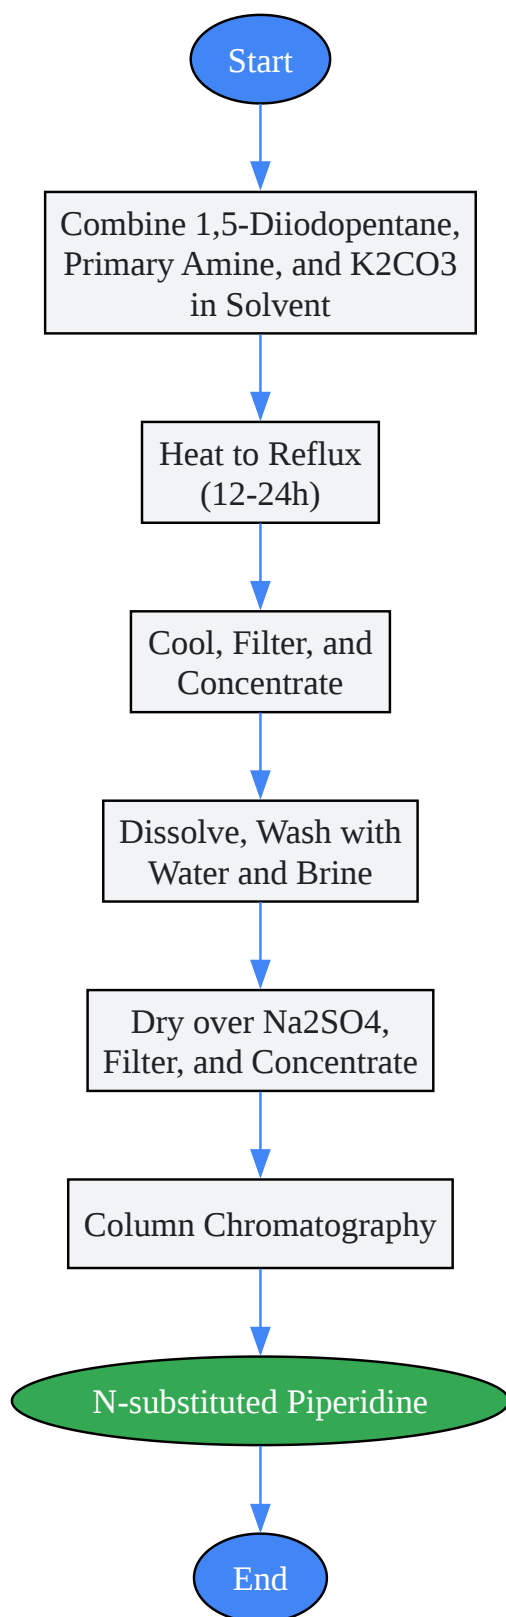 Start
Combine 1,5-Diiodopentane,
Primary Amine, and K2CO3
in Solvent
Heat to Reflux
(12-24h)
Cool, Filter, and
Concentrate
Dissolve, Wash with
Water and Brine
Dry over Na2SO4,
Filter, and Concentrate
Column Chromatography
N-substituted Piperidine
End